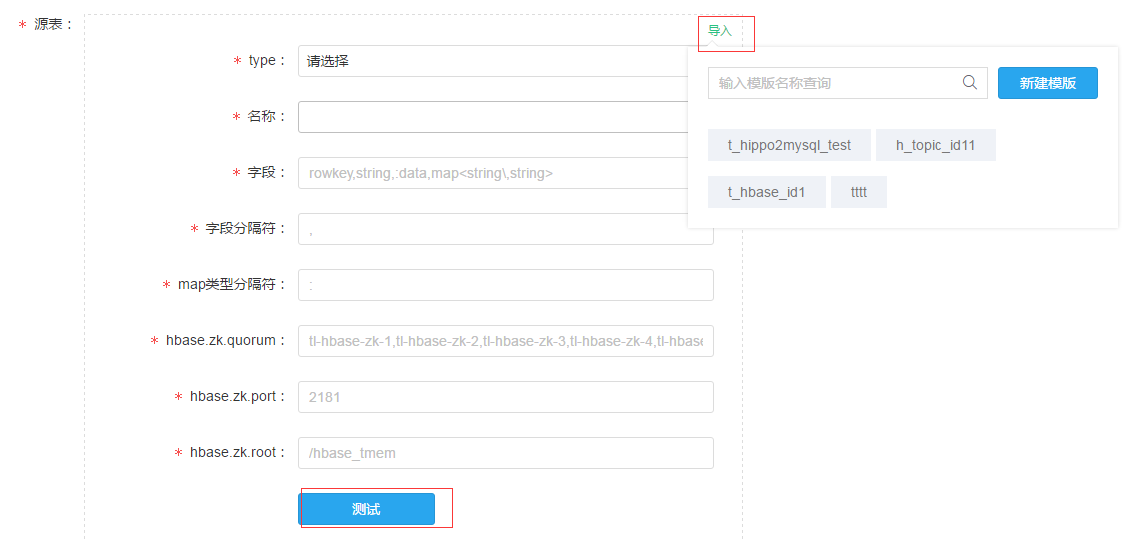 * 源表：
导入
* type： 请选择
输入模版名称查询 新建模版
* 名称：
t_hippo2mysql_test h_topic_id11
* 字段： rowkey,string,:data,map<string\,string>
t_hbase_id1 tttt
* 字段分隔符： ,
* map类型分隔符： :
* hbase.zk.quorum： tl-hbase-zk-1,tl-hbase-zk-2,tl-hbase-zk-3,tl-hbase-zk-4,tl-hbase
* hbase.zk.port： 2181
* hbase.zk.root： /hbase_tmem
测试